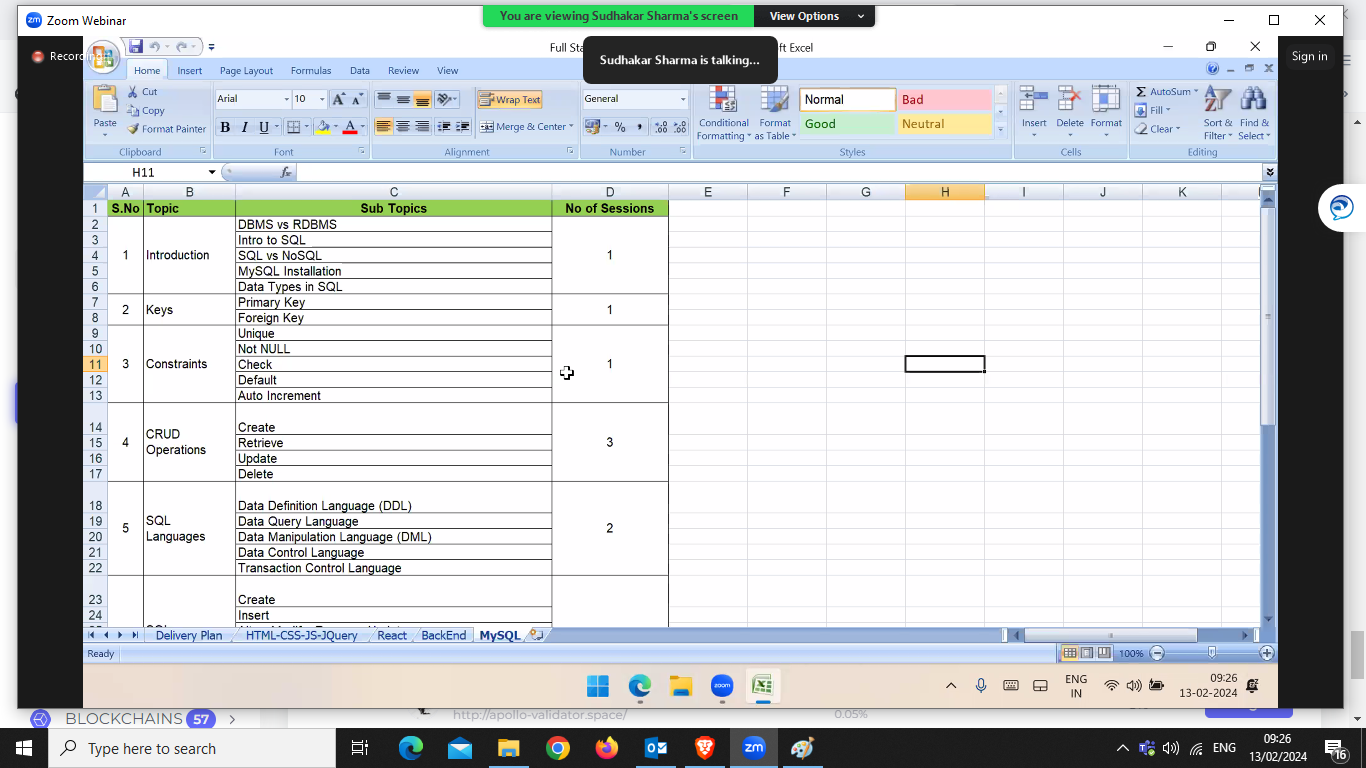 Zoom Webinar
You are viewing Sudhakar Sharma's screen
View Options
Recording
Full Sta
ft Excel
Sudhakar Sharma is talking...
Sign in
Home Insert Page Layout Formulas Data Review View
Paste
Cut
Copy
Format Painter
Clipboard
Arial 10
B I U
Font
Wrap Text
Merge & Center
Alignment
General
Number
Conditional Formatting
Format as Table
Normal Bad
Good Neutral
Styles
Insert Delete Format
Cells
AutoSum
Fill
Clear
Sort & Filter
Find & Select
Editing
H11
fx
A B C D E F G H I J K
1 S.No Topic Sub Topics No of Sessions
2 DBMS vs RDBMS
3 Intro to SQL
4 1 Introduction SQL vs NoSQL 1
5 MySQL Installation
6 Data Types in SQL
7 Primary Key
2 Keys 1
8 Foreign Key
9 Unique
10 Not NULL
11 3 Constraints Check 1
12 Default
13 Auto Increment
14 Create
15 4 CRUD Operations Retrieve 3
16 Update
17 Delete
18 Data Definition Language (DDL)
19 5 SQL Languages Data Query Language 2
20 Data Manipulation Language (DML)
21 Data Control Language
22 Transaction Control Language
23 Create
24 Insert
Delivery Plan HTML-CSS-JS-JQuery React BackEnd MySQL
Ready
100%
zoom
ENG
IN
09:26
13-02-2024
BLOCKCHAINS 57
http://apollo-validator.space/
0.05%
Type here to search
zm
ENG
09:26
13/02/2024
16